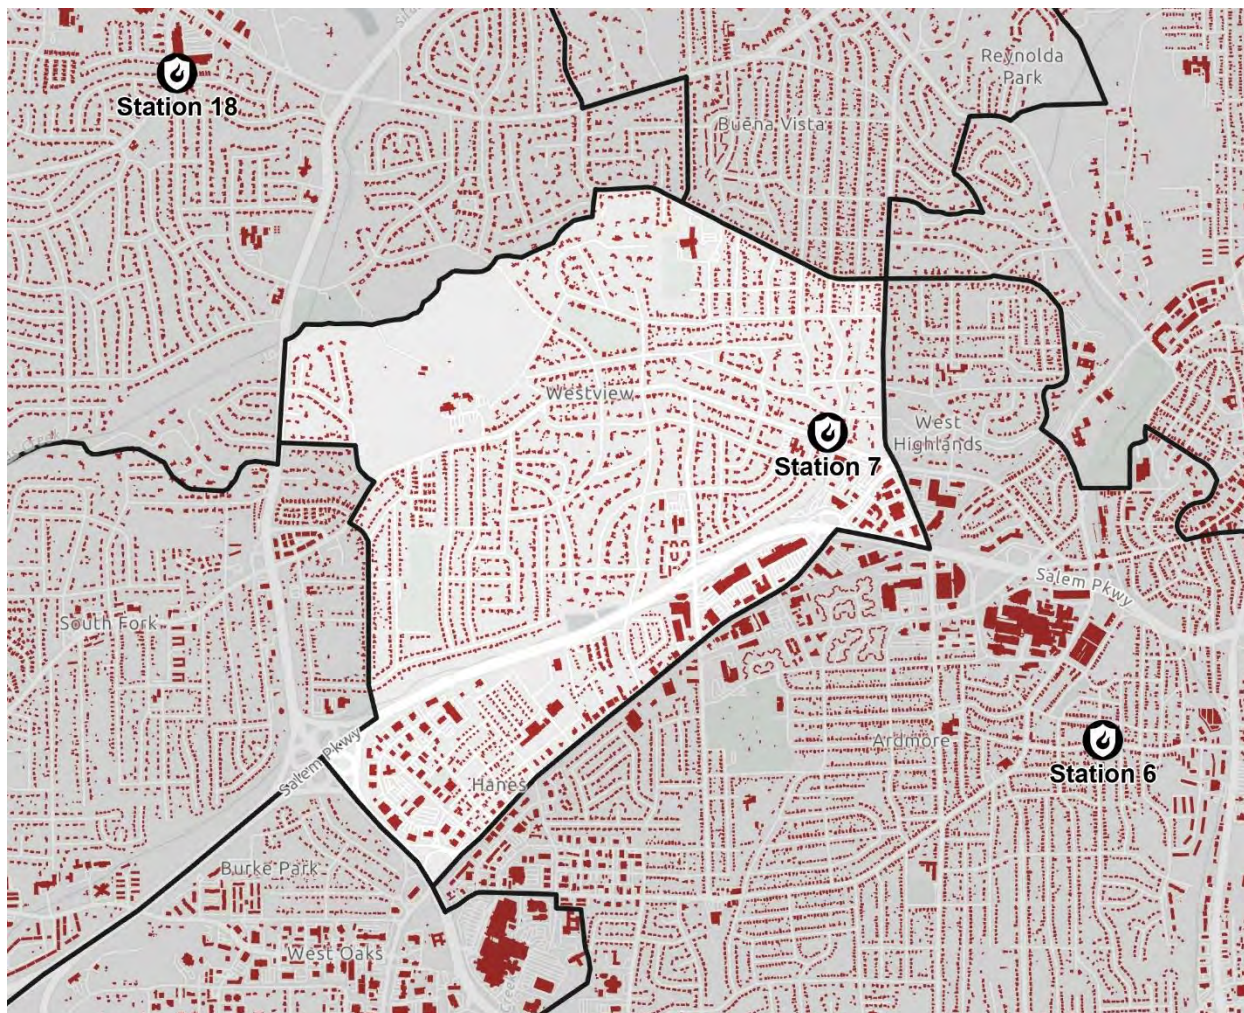 Reynolda
Park
Station 18
Buena Vista
Westview
West
Highlands
Station 7
Salem Pkwy
South Fork
Ardmore
Salem Pkwy
Station 6
Hanes
Burke Park
West Oaks
Creek